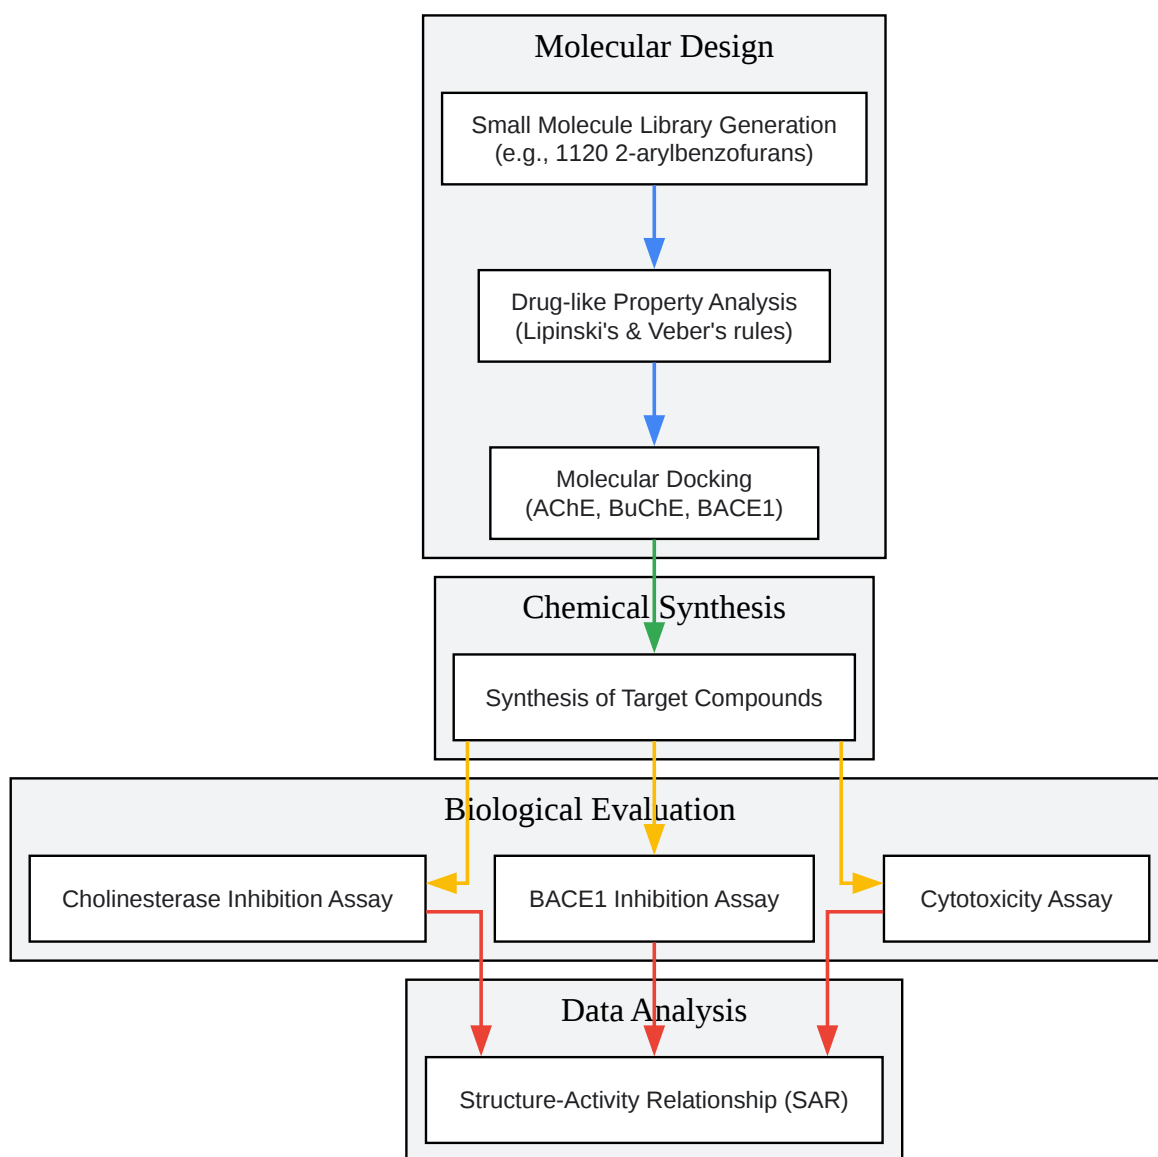 Molecular Design
Small Molecule Library Generation
(e.g., 1120 2-arylbenzofurans)
Drug-like Property Analysis
(Lipinski's & Veber's rules)
Molecular Docking
(AChE, BuChE, BACE1)
Chemical Synthesis
Synthesis of Target Compounds
Biological Evaluation
Cholinesterase Inhibition Assay
BACE1 Inhibition Assay
Cytotoxicity Assay
Data Analysis
Structure-Activity Relationship (SAR)